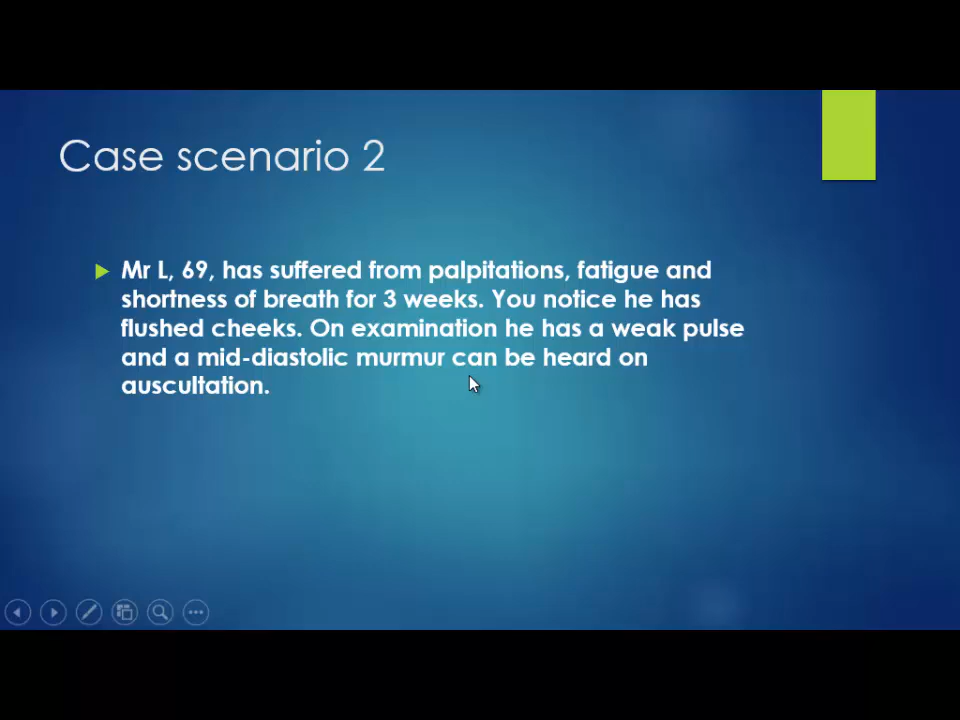 Case scenario 2
Mr L, 69, has suffered from palpitations, fatigue and
shortness of breath for 3 weeks. You notice he has
flushed cheeks. On examination he has a weak pulse
and a mid-diastolic murmur can be heard on
auscultation.